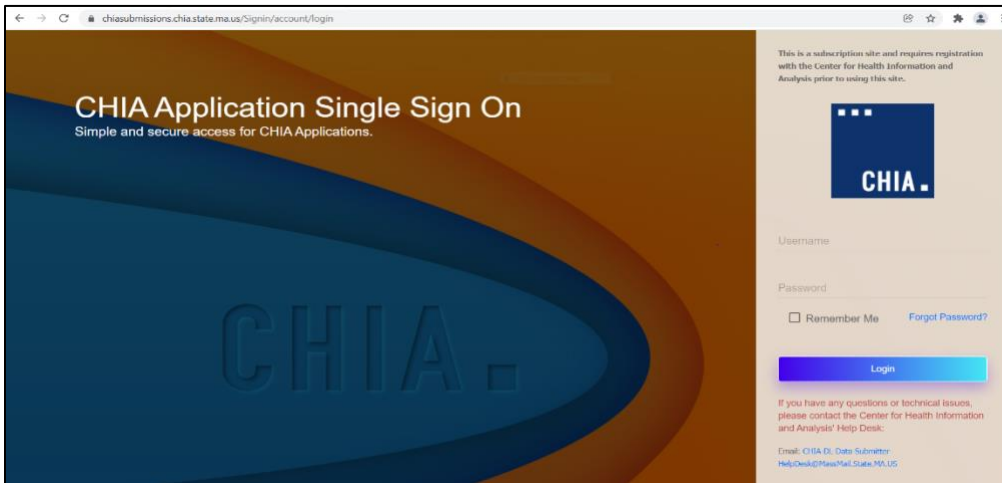 chiasubmissions.chia.state.ma.us/Signin/account/login
This is a subscription site and requires registration
with the Center for Health Information and
Analysis prior to using this site.
CHIA Application Single Sign On
Simple and secure access for CHIA Applications.
CHIA.
CHIA.
Username
Password
Remember Me Forgot Password?
Login
If you have any questions or technical issues,
please contact the Center for Health Information
and Analysis' Help Desk:
Email: CHIA-DL-Data-Submitter
HelpDesk@MassMail.State.MA.US